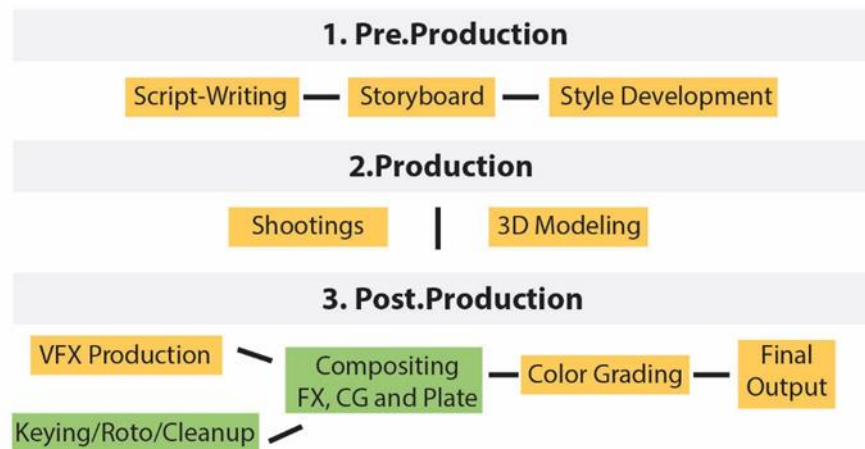 1. Pre.Production
Script-Writing
Storyboard
Style Development
2.Production
Shootings
3D Modeling
3. Post.Production
VFX Production
Keying/Roto/Cleanup
Compositing
FX, CG and Plate
Color Grading
Final
Output